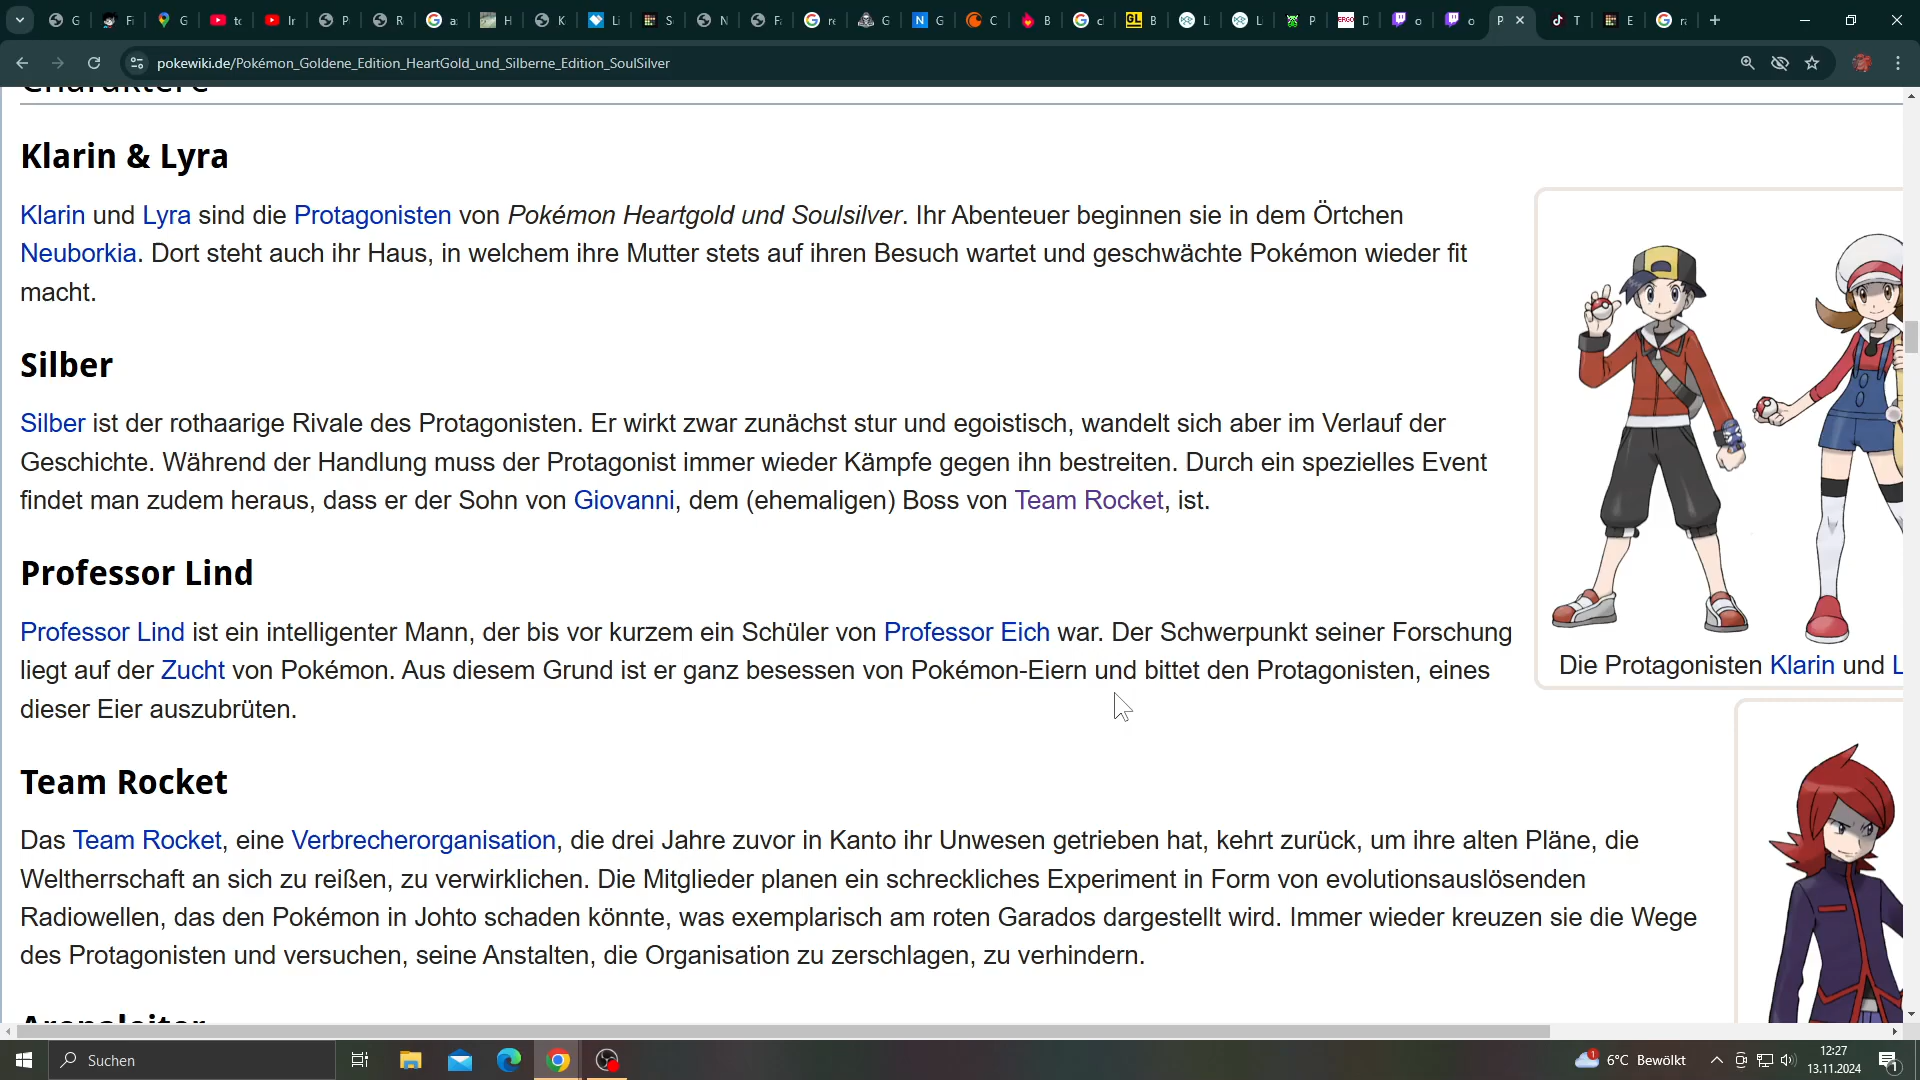 pokewiki.de/Pokémon_Goldene_Edition_HeartGold_und_Silberne_Edition_SoulSilver
Charaktere
Klarin & Lyra
Klarin und Lyra sind die Protagonisten von Pokémon Heartgold und Soulsilver. Ihr Abenteuer beginnen sie in dem Örtchen
Neuborkia. Dort steht auch ihr Haus, in welchem ihre Mutter stets auf ihren Besuch wartet und geschwächte Pokémon wieder fit
macht.
Silber
Silber ist der rothaarige Rivale des Protagonisten. Er wirkt zwar zunächst stur und egoistisch, wandelt sich aber im Verlauf der
Geschichte. Während der Handlung muss der Protagonist immer wieder Kämpfe gegen ihn bestreiten. Durch ein spezielles Event
findet man zudem heraus, dass er der Sohn von Giovanni, dem (ehemaligen) Boss von Team Rocket, ist.
Professor Lind
Professor Lind ist ein intelligenter Mann, der bis vor kurzem ein Schüler von Professor Eich war. Der Schwerpunkt seiner Forschung
liegt auf der Zucht von Pokémon. Aus diesem Grund ist er ganz besessen von Pokémon-Eiern und bittet den Protagonisten, eines
dieser Eier auszubrüten.
Die Protagonisten Klarin und L
Team Rocket
Das Team Rocket, eine Verbrecherorganisation, die drei Jahre zuvor in Kanto ihr Unwesen getrieben hat, kehrt zurück, um ihre alten Pläne, die
Weltherrschaft an sich zu reißen, zu verwirklichen. Die Mitglieder planen ein schreckliches Experiment in Form von evolutionsauslösenden
Radiowellen, das den Pokémon in Johto schaden könnte, was exemplarisch am roten Garados dargestellt wird. Immer wieder kreuzen sie die Wege
des Protagonisten und versuchen, seine Anstalten, die Organisation zu zerschlagen, zu verhindern.
Arenaleiter
Suchen
6°C Bewölkt
12:27
13.11.2024